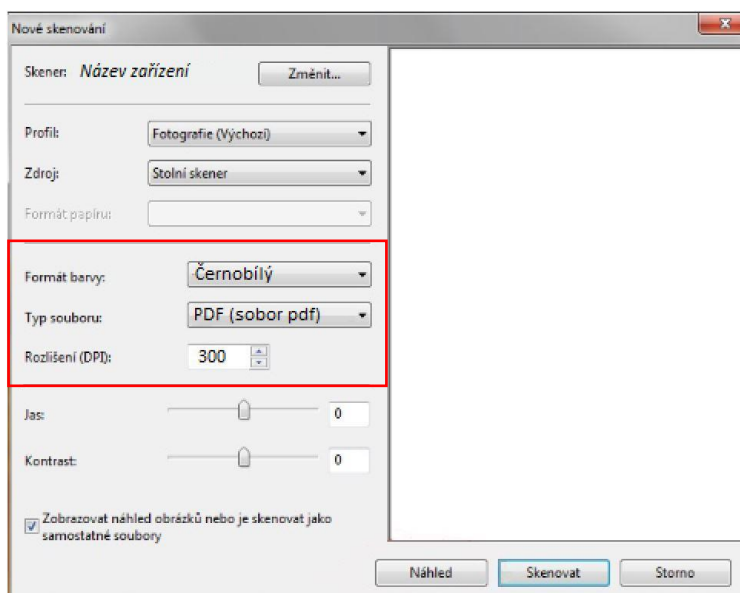 Nové skenování
Skener: Název zařízení Změnit...
Profil: Fotografie (Výchozí)
Zdroj: Stolní skener
Formát papíru:
Formát barvy: Černobílý
Typ souboru: PDF (sobor pdf)
Rozlišení (DPI): 300
Jas: 0
Kontrast: 0
Zobrazovat náhled obrázků nebo je skenovat jako
samostatné soubory
Náhled Skenovat Storno